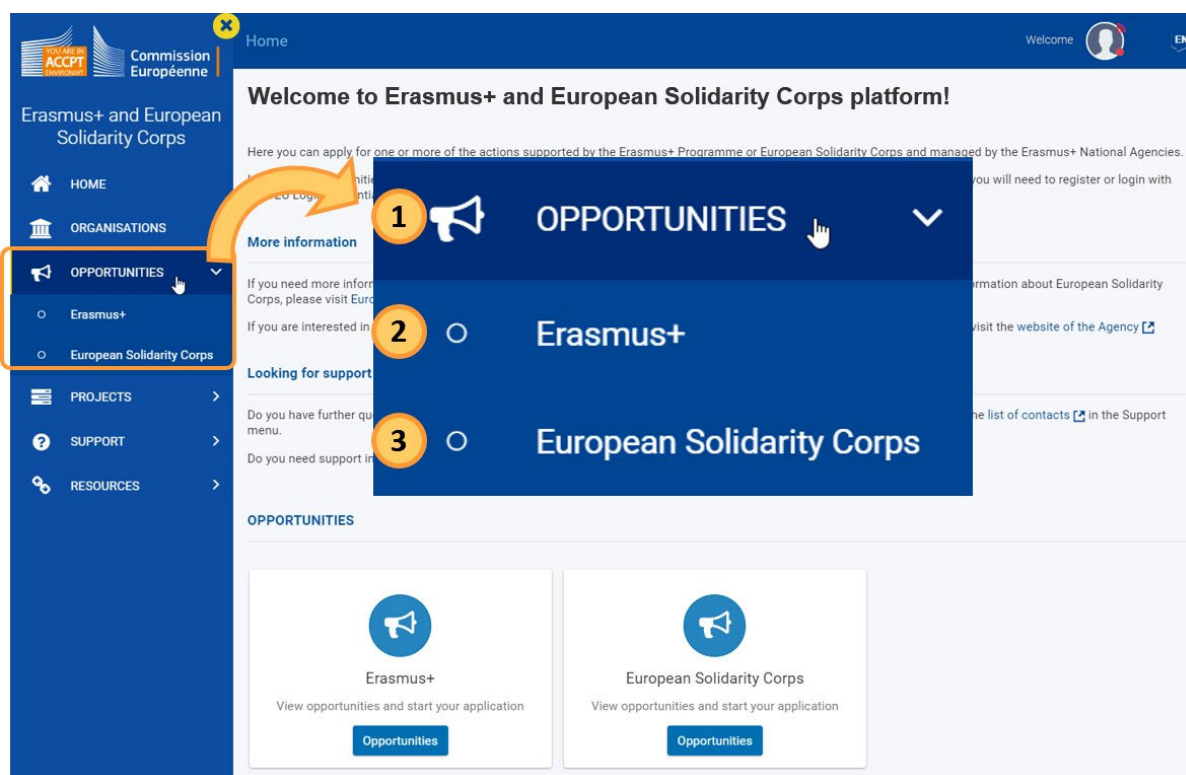 YOU ARE IN
ACCPT
ENVIRONMT
Commission
Européenne
Home
Welcome
EN
Erasmus+ and European
Solidarity Corps
HOME
ORGANISATIONS
OPPORTUNITIES
Erasmus+
European Solidarity Corps
PROJECTS
SUPPORT
RESOURCES
Welcome to Erasmus+ and European Solidarity Corps platform!
Here you can apply for one or more of the actions supported by the Erasmus+ Programme or European Solidarity Corps and managed by the Erasmus+ National Agencies.
you will need to register or login with
More information
If you need more
ormation about European Solidarity
Corps, please visit
If you are interested in
visit the website of the Agency
Looking for support
Do you have further
list of contacts in the Support
menu.
Do you need support
1 OPPORTUNITIES
2 Erasmus+
3 European Solidarity Corps
OPPORTUNITIES
Erasmus+
View opportunities and start your application
Opportunities
European Solidarity Corps
View opportunities and start your application
Opportunities